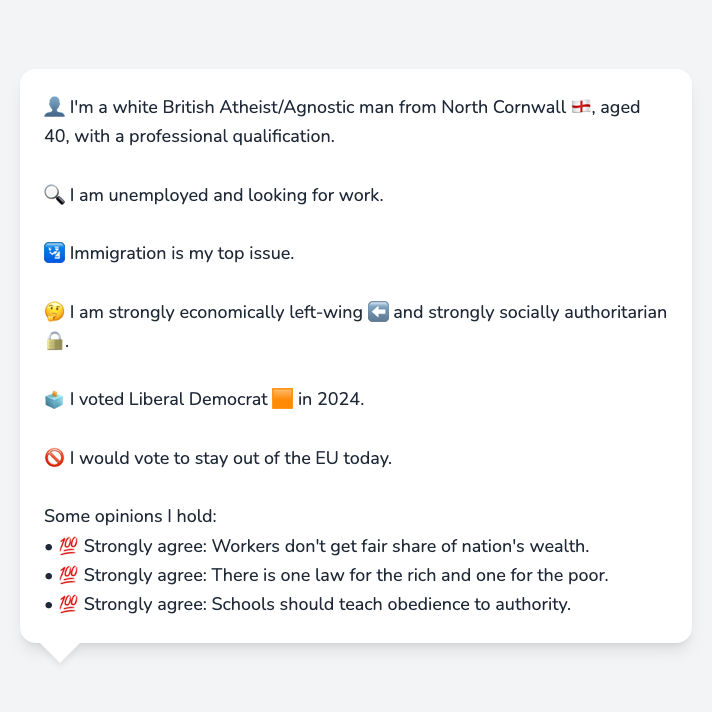 👤 I'm a white British Atheist/Agnostic man from North Cornwall 🏴󠁧󠁢󠁥󠁮󠁧󠁿, aged
40, with a professional qualification.
🔍 I am unemployed and looking for work.
🛂 Immigration is my top issue.
🤔 I am strongly economically left-wing ⬅️ and strongly socially authoritarian
🔒.
🗳️ I voted Liberal Democrat 🟧 in 2024.
🚫 I would vote to stay out of the EU today.
Some opinions I hold:
• 💯 Strongly agree: Workers don't get fair share of nation's wealth.
• 💯 Strongly agree: There is one law for the rich and one for the poor.
• 💯 Strongly agree: Schools should teach obedience to authority.